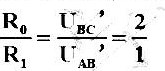 R₀/R₁ = U_BC'/U_AB' = 2/1